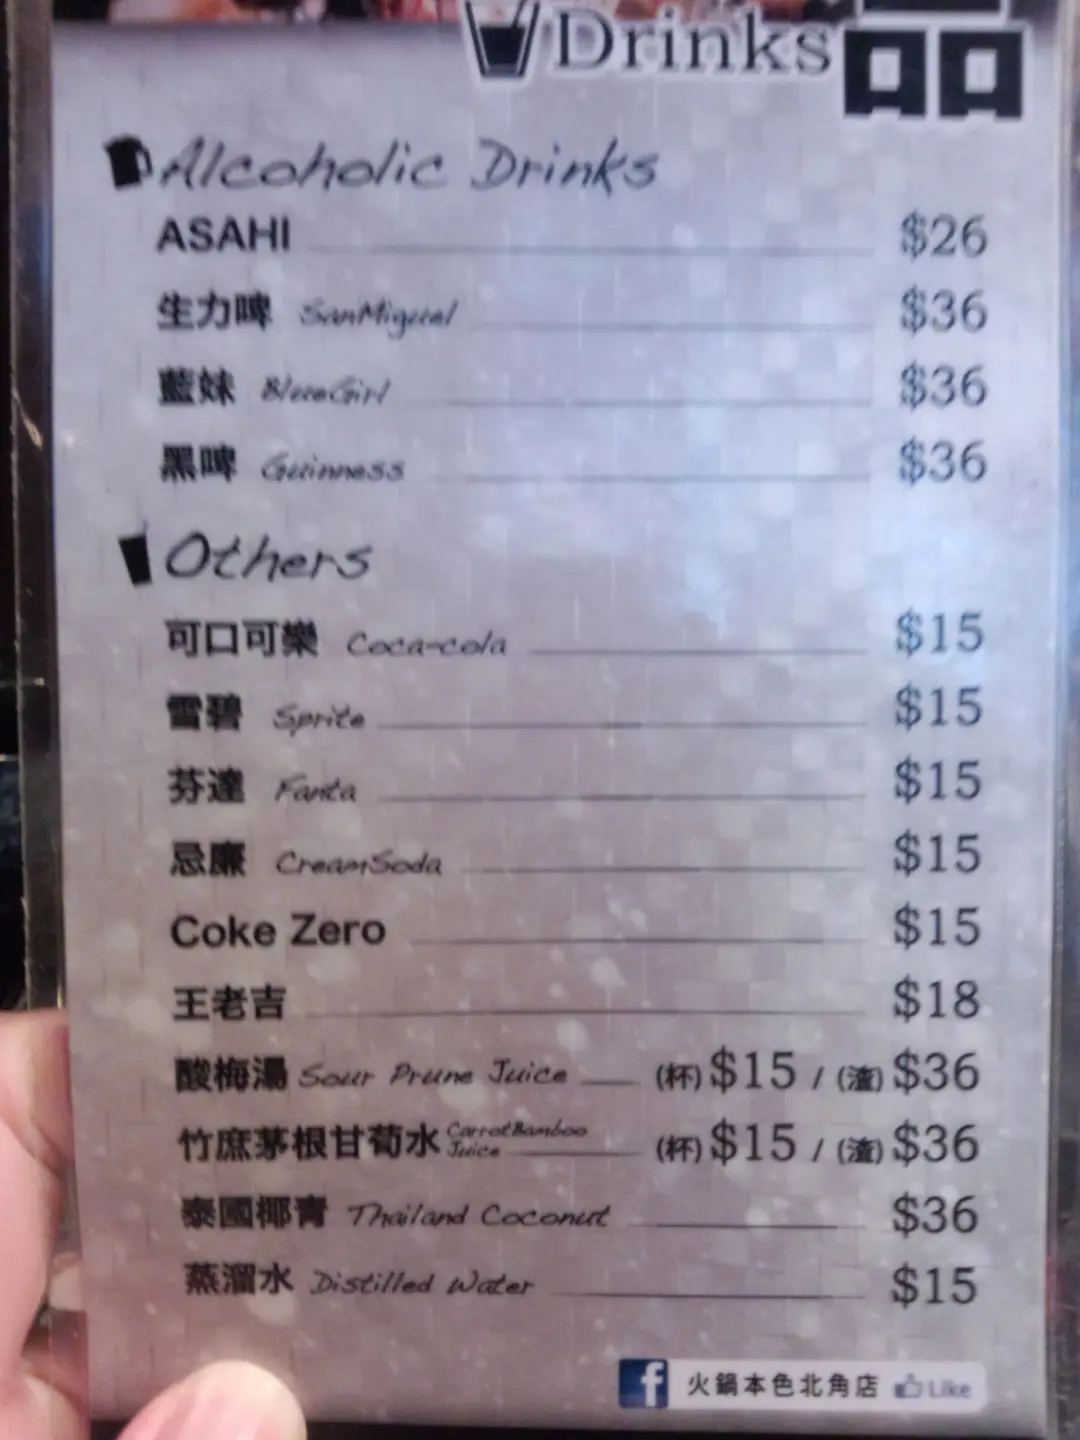 Drinks 品
Alcoholic Drinks
ASAHI $26
生力啤 SanMiguel $36
藍妹 BlueGirl $36
黑啤 Guinness $36
Others
可口可樂 Coca-cola $15
雪碧 Sprite $15
芬達 Fanta $15
忌廉 CreamSoda $15
Coke Zero $15
王老吉 $18
酸梅湯 Sour Prune Juice (杯) $15 / (渣) $36
竹庶茅根甘荀水 CarrotBamboo Juice (杯) $15 / (渣) $36
泰國椰青 Thailand Coconut $36
蒸溜水 Distilled Water $15
f 火鍋本色北角店 Like